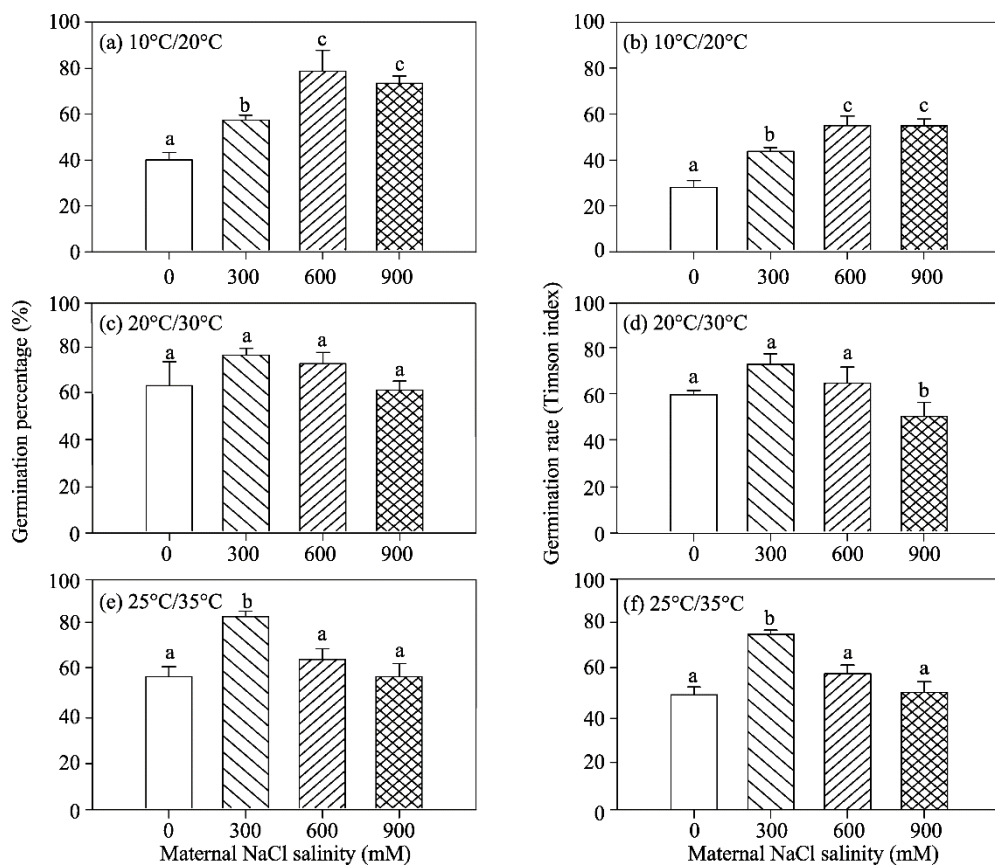 Germination percentage (%)
100
(a) 10°C/20°C
80
60
40
20
0
a
b
c
c
0 300 600 900
100
(b) 10°C/20°C
80
60
40
20
0
a
b
c
c
0 300 600 900
100
(c) 20°C/30°C
80
60
40
20
0
a
a
a
a
0 300 600 900
Germination rate (Timson index)
100
(d) 20°C/30°C
80
60
40
20
0
a
a
a
b
0 300 600 900
100
(e) 25°C/35°C
80
60
40
20
0
a
b
a
a
0 300 600 900
Maternal NaCl salinity (mM)
100
(f) 25°C/35°C
80
60
40
20
0
a
b
a
a
0 300 600 900
Maternal NaCl salinity (mM)